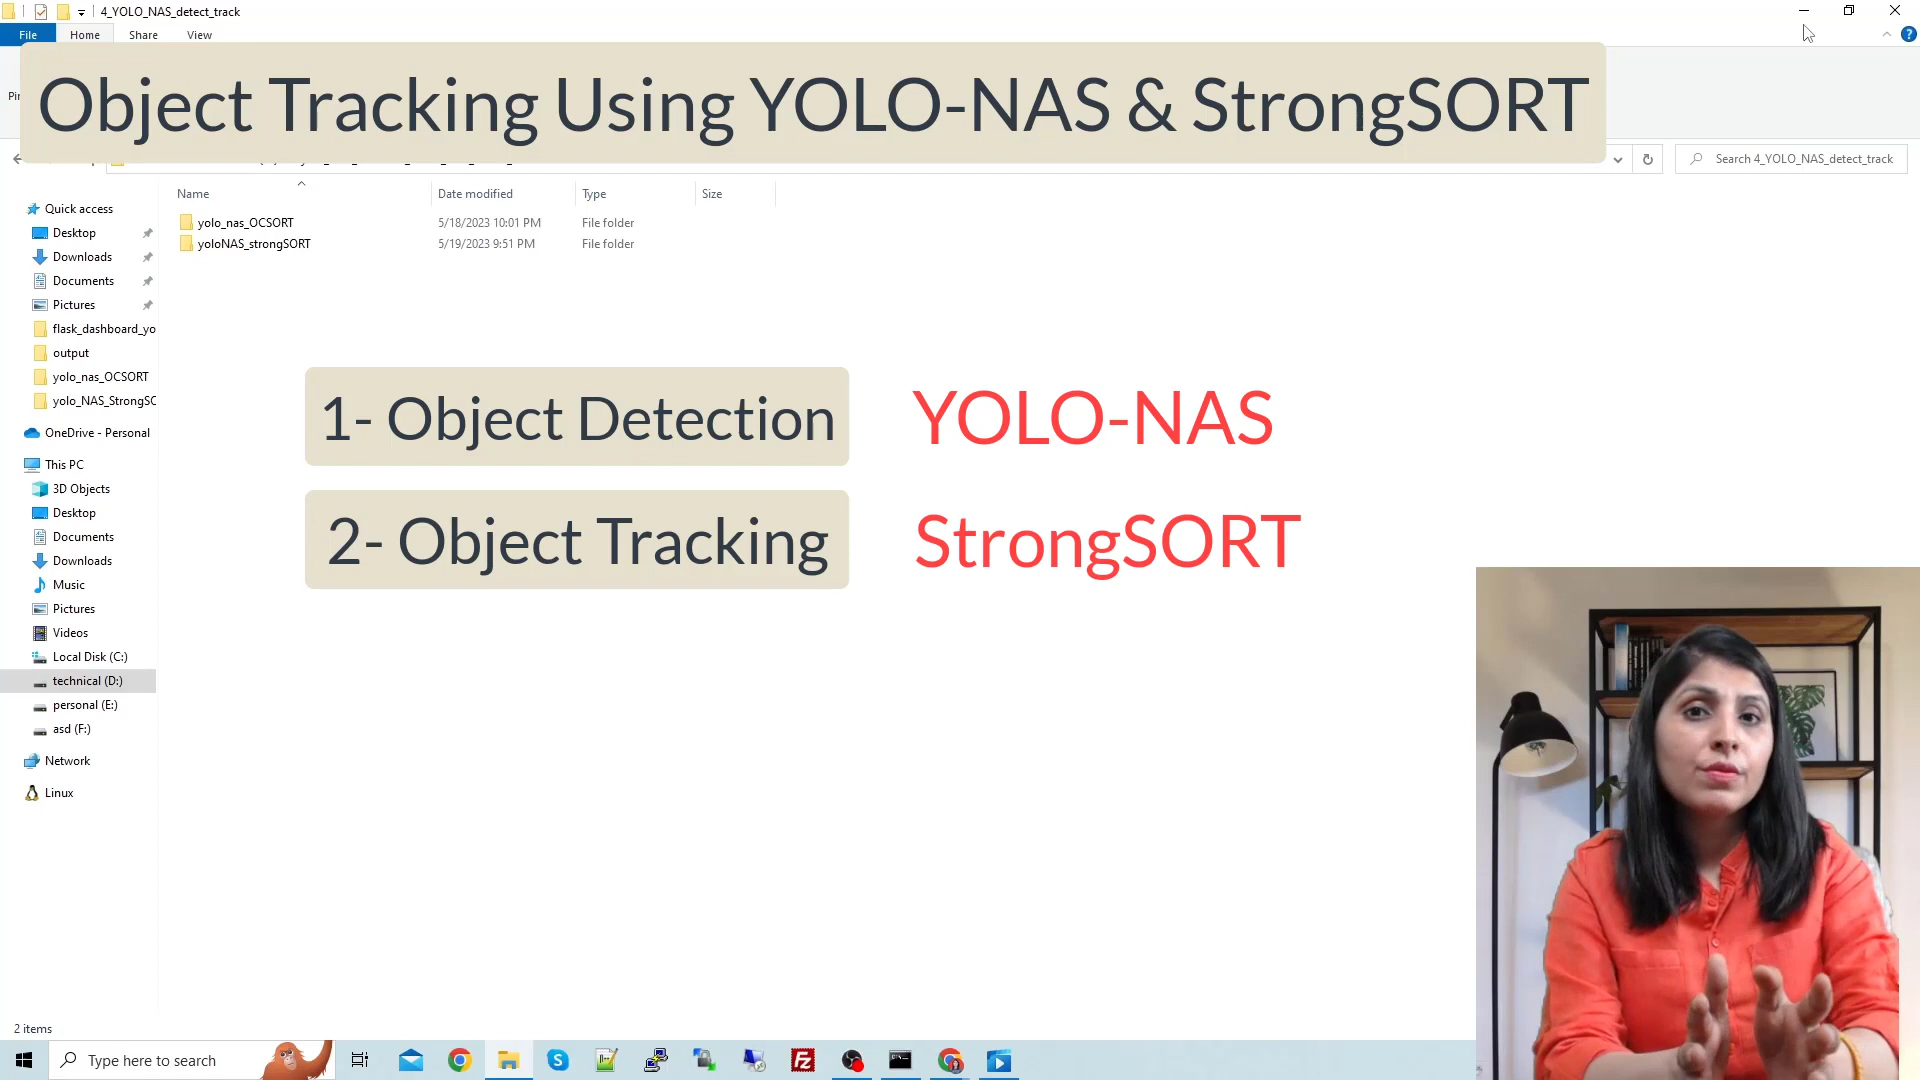 4_YOLO_NAS_detect_track
File Home Share View
Object Tracking Using YOLO-NAS & StrongSORT
Search 4_YOLO_NAS_detect_track
Name Date modified Type Size
yolo_nas_OCSORT 5/18/2023 10:01 PM File folder
yoloNAS_strongSORT 5/19/2023 9:51 PM File folder
Quick access
Desktop
Downloads
Documents
Pictures
flask_dashboard_yo
output
yolo_nas_OCSORT
yolo_NAS_StrongSC
OneDrive - Personal
This PC
3D Objects
Desktop
Documents
Downloads
Music
Pictures
Videos
Local Disk (C:)
technical (D:)
personal (E:)
asd (F:)
Network
Linux
1- Object Detection YOLO-NAS
2- Object Tracking StrongSORT
2 items
Type here to search